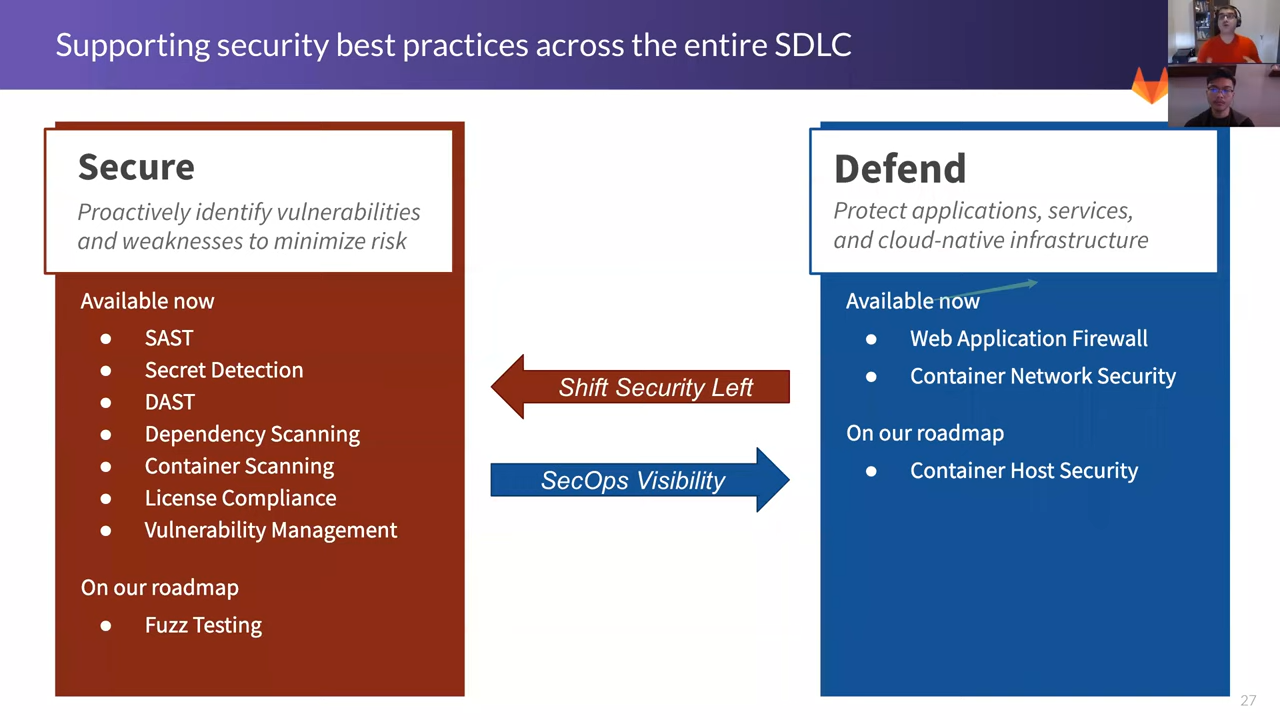 Supporting security best practices across the entire SDLC
Secure
Proactively identify vulnerabilities
and weaknesses to minimize risk
Available now
● SAST
● Secret Detection
● DAST
● Dependency Scanning
● Container Scanning
● License Compliance
● Vulnerability Management
On our roadmap
● Fuzz Testing
Shift Security Left
SecOps Visibility
Defend
Protect applications, services,
and cloud-native infrastructure
Available now
● Web Application Firewall
● Container Network Security
On our roadmap
● Container Host Security
27